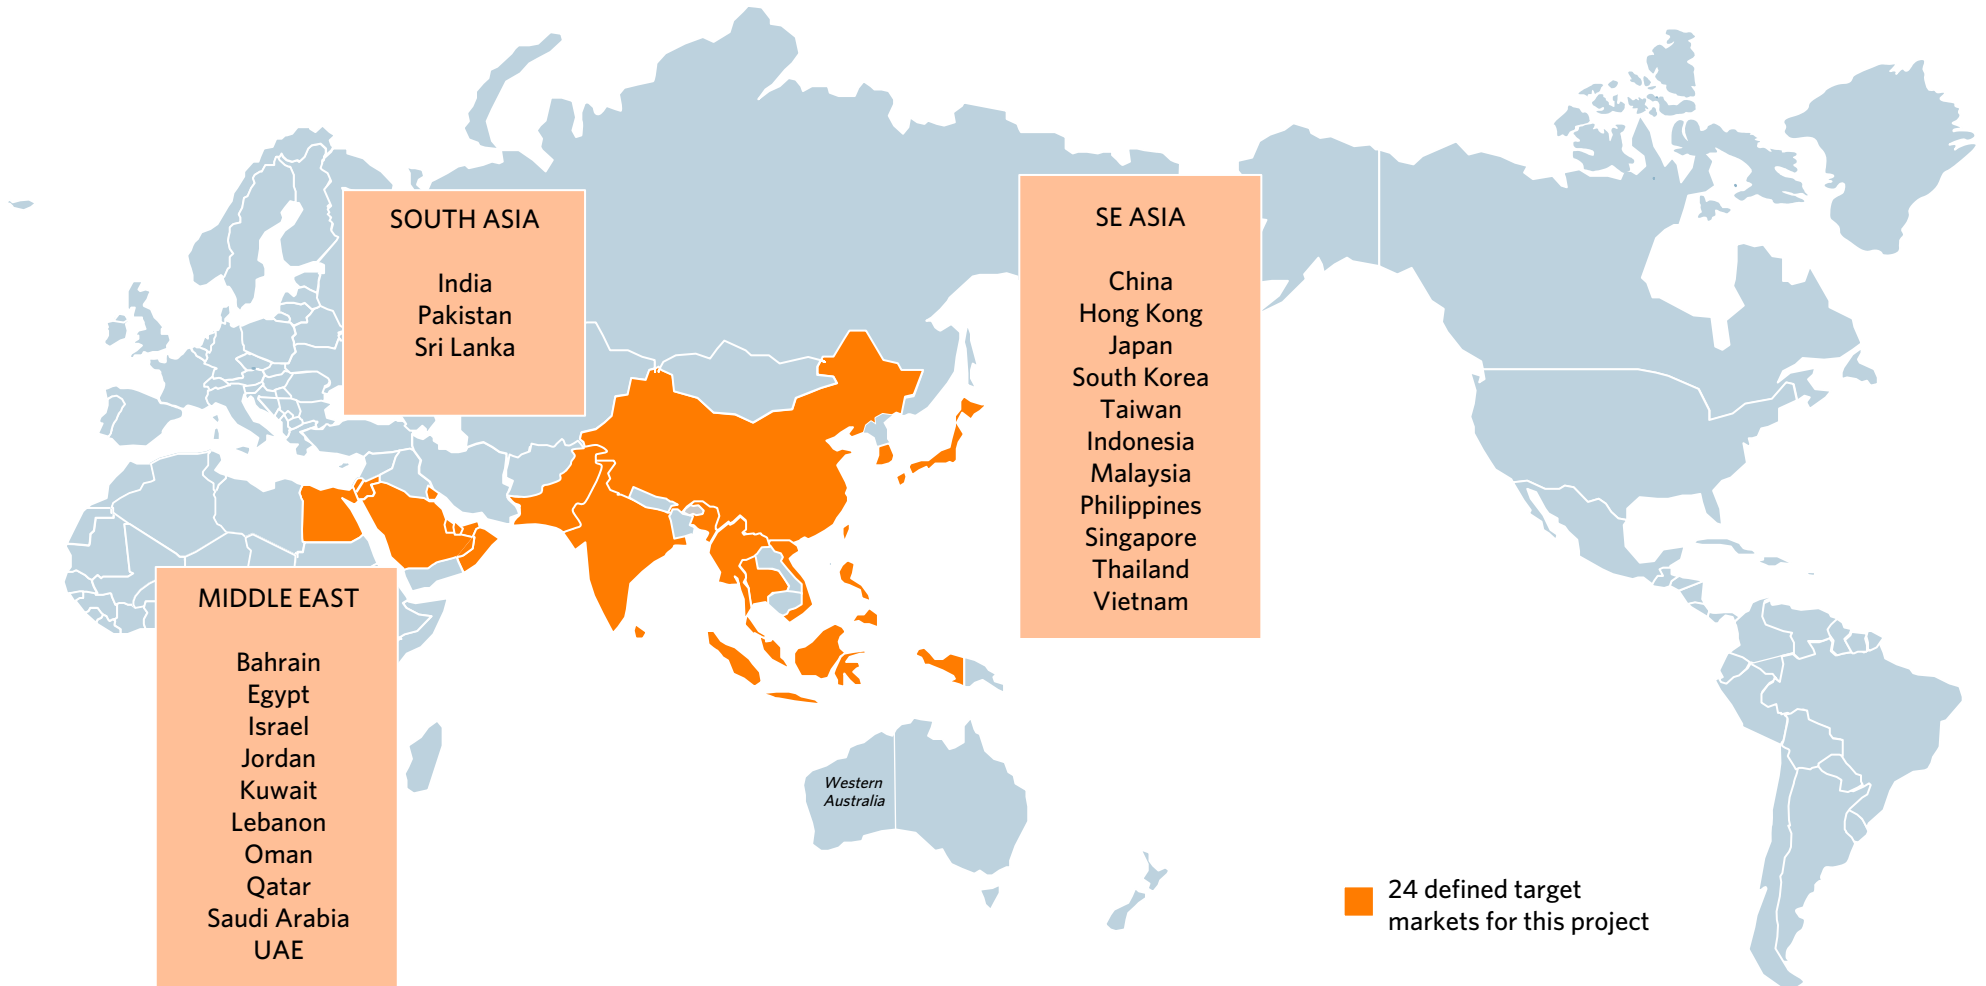 SOUTH ASIA
India
Pakistan
Sri Lanka
SE ASIA
China
Hong Kong
Japan
South Korea
Taiwan
Indonesia
Malaysia
Philippines
Singapore
Thailand
Vietnam
MIDDLE EAST
Bahrain
Egypt
Israel
Jordan
Kuwait
Lebanon
Oman
Qatar
Saudi Arabia
UAE
Western
Australia
24 defined target
markets for this project